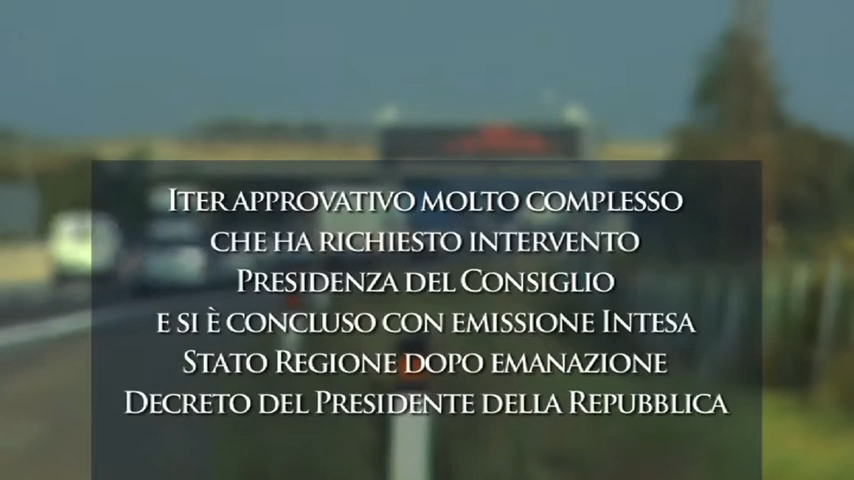 Iter approvativo molto complesso
che ha richiesto intervento
Presidenza del Consiglio
e si è concluso con emissione Intesa
Stato Regione dopo emanazione
Decreto del Presidente della Repubblica